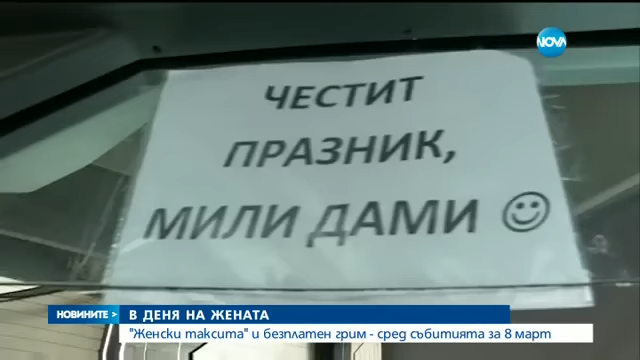 NOVA
ЧЕСТИТ
ПРАЗНИК,
МИЛИ ДАМИ ☺
НОВИНИТЕ >
В ДЕНЯ НА ЖЕНАТА
"Женски таксита" и безплатен грим - сред събитията за 8 март